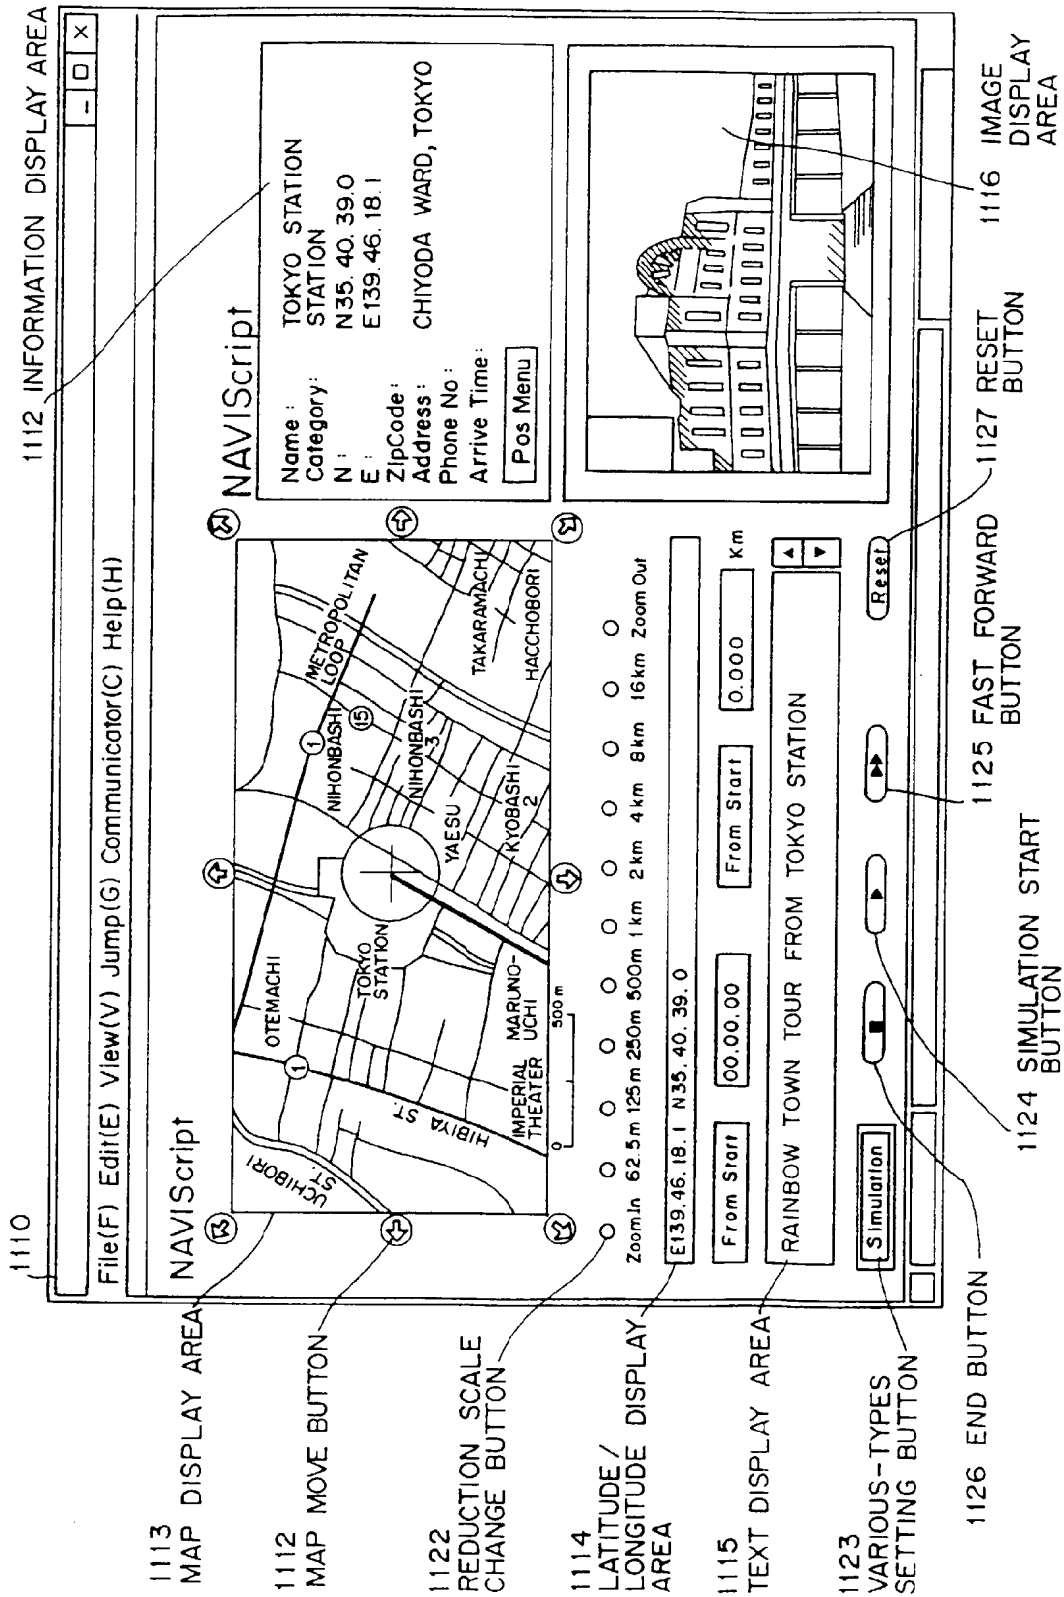 1110
1112 INFORMATION DISPLAY AREA
File(F) Edit(E) View(V) Jump(G) Communicator(C) Help(H)
NAVIScript
NAVIScript
1113
MAP DISPLAY AREA
1112
MAP MOVE BUTTON
1122
REDUCTION SCALE
CHANGE BUTTON
1114
LATITUDE/
LONGITUDE DISPLAY
AREA
1115
TEXT DISPLAY AREA
1123
VARIOUS-TYPES
SETTING BUTTON
UCHIBORI
ST.
HIBIYA ST.
1
OTEMACHI
TOKYO
STATION
IMPERIAL
THEATER
MARUNO-
UCHI
0
500m
1
NIHONBASHI
15
METROPOLITAN
LOOP
NIHONBASHI
3
YAESU
KYOBASHI
2
TAKARAMACHI
HACCHOBORI
Name: TOKYO STATION
Category: STATION
N: N35.40.39.0
E: E139.46.18.1
ZipCode:
Address: CHIYODA WARD, TOKYO
Phone No:
Arrive Time:
Pos Menu
ZoomIn 62.5m 125m 250m 500m 1km 2km 4km 8km 16km Zoom Out
E139.46.18.1 N35.40.39.0
From Start 00.00.00 From Start 0.000 Km
RAINBOW TOWN TOUR FROM TOKYO STATION
Simulation
Reset
1126 END BUTTON
1124 SIMULATION START
BUTTON
1125 FAST FORWARD
BUTTON
1127 RESET
BUTTON
1116 IMAGE
DISPLAY
AREA